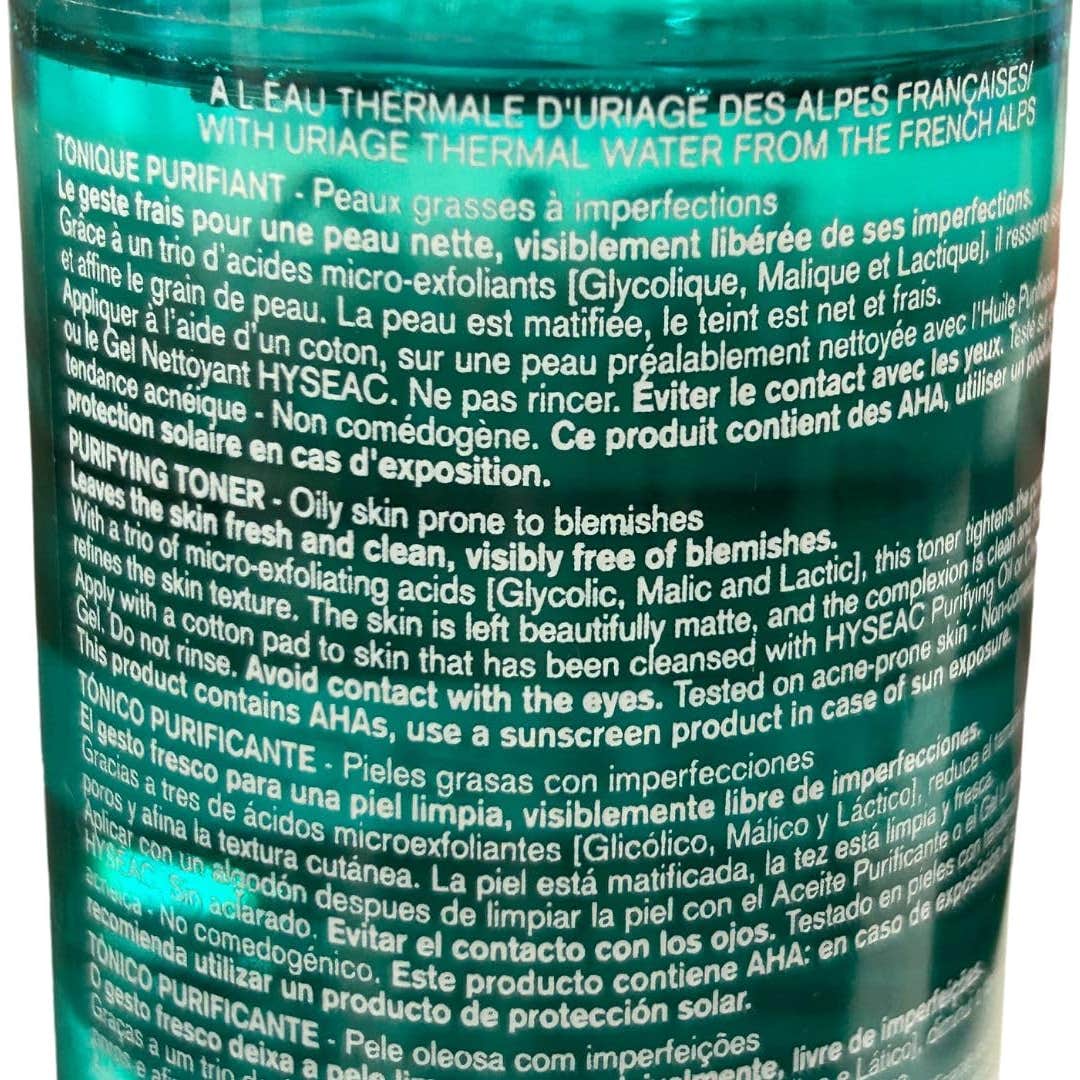 A L'EAU THERMALE D'URIAGE DES ALPES FRANÇAISES/
WITH URIAGE THERMAL WATER FROM THE FRENCH ALPS
TONIQUE PURIFIANT - Peaux grasses à imperfections
Le geste frais pour une peau nette, visiblement libérée de ses imperfections.
Grâce à un trio d'acides micro-exfoliants [Glycolique, Malique et Lactique], il resserre
et affine le grain de peau. La peau est matifiée, le teint est net et frais.
Appliquer à l'aide d'un coton, sur une peau préalablement nettoyée avec l'Huile
ou le Gel Nettoyant HYSEAC. Ne pas rincer. Éviter le contact avec les yeux. Testé
tendance acnéique - Non comédogène. Ce produit contient des AHA, utiliser un
protection solaire en cas d'exposition.
PURIFYING TONER - Oily skin prone to blemishes
Leaves the skin fresh and clean, visibly free of blemishes.
With a trio of micro-exfoliating acids [Glycolic, Malic and Lactic], this toner tightens the
refines the skin texture. The skin is left beautifully matte, and the complexion is clean and
Apply with a cotton pad to skin that has been cleansed with HYSEAC Purifying Oil or
Gel. Do not rinse. Avoid contact with the eyes. Tested on acne-prone skin -
This product contains AHAs, use a sunscreen product in case of sun exposure.
TÓNICO PURIFICANTE - Pieles grasas con imperfecciones
El gesto fresco para una piel limpia, visiblemente libre de imperfecciones.
Gracias a tres de ácidos microexfoliantes [Glicólico, Málico y Láctico], reduce el
poros y afina la textura cutánea. La piel está matificada, la tez está limpia y fresca.
Aplicar con un algodón despues de limpiar la piel con el Aceite Purificante o el Gel
HYSEAC. Sin aclarado. Evitar el contacto con los ojos. Testado en pieles con
acneica - No comedogénico. Este producto contiene AHA: en caso de exposición
recomienda utilizar un producto de protección solar.
TÓNICO PURIFICANTE - Pele oleosa com imperfeições
O gesto fresco deixa a pele livre de imperfeições.
Graças a um trio e Lático],